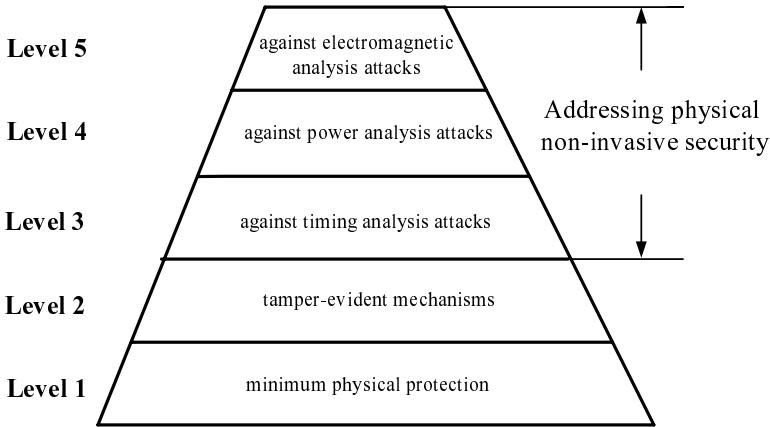 Level 5
against electromagnetic
analysis attacks
Level 4
against power analysis attacks
Addressing physical
non-invasive security
Level 3
against timing analysis attacks
Level 2
tamper-evident mechanisms
Level 1
minimum physical protection